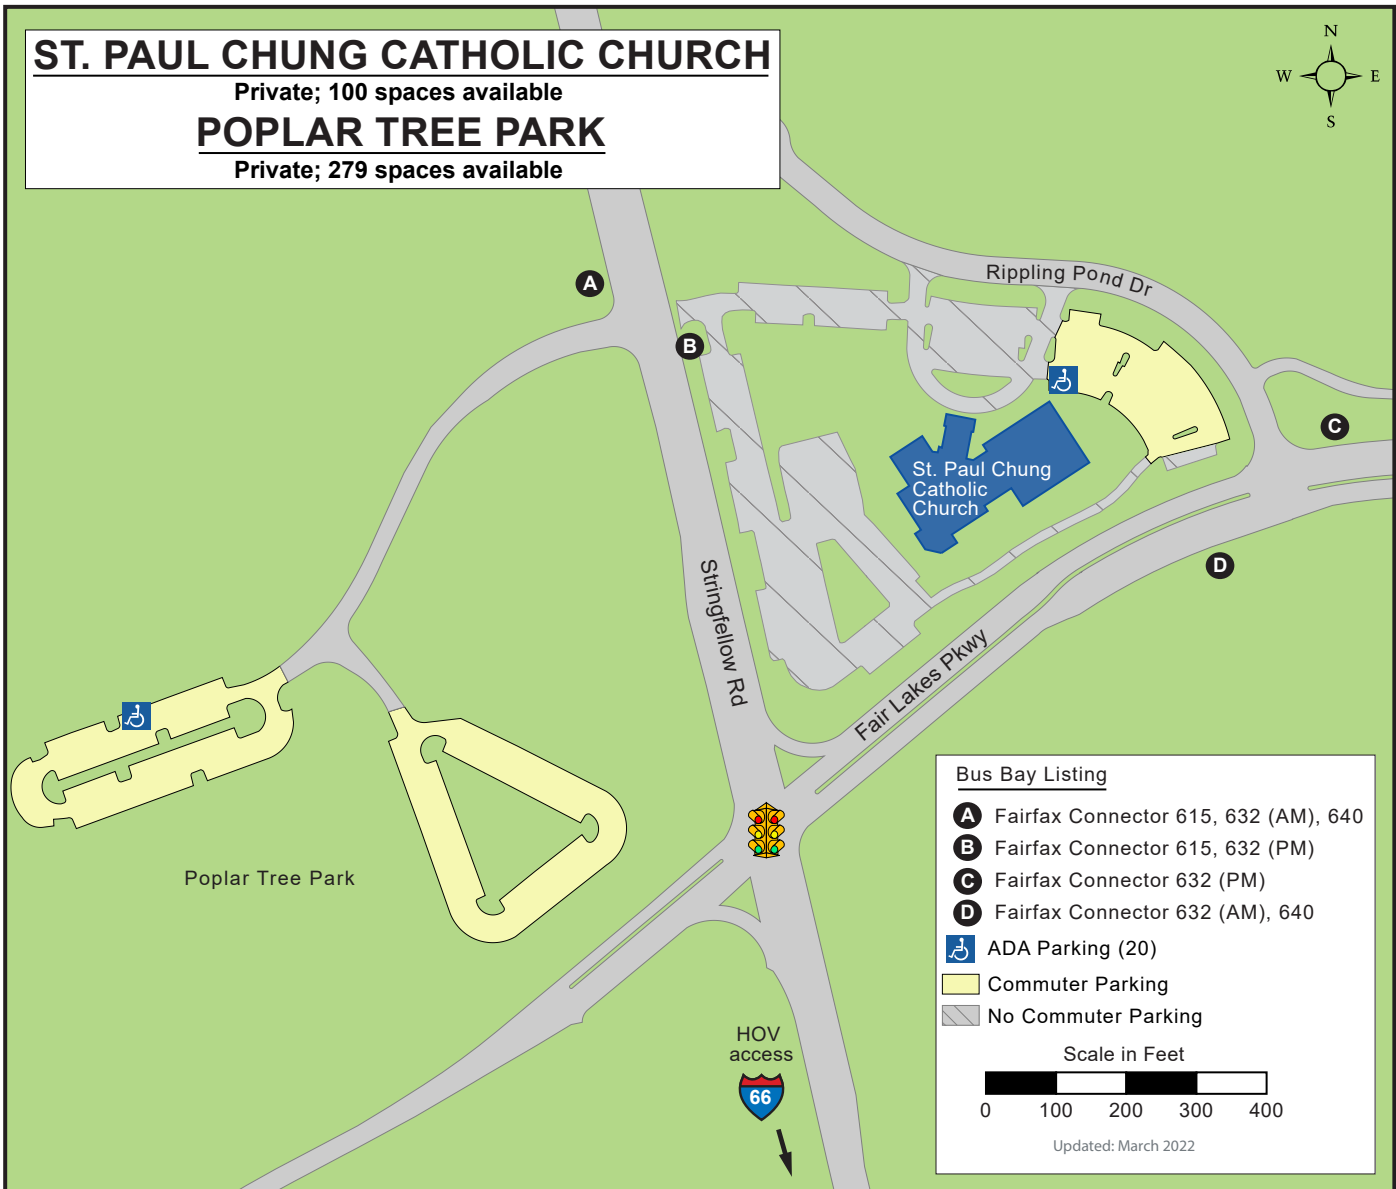 ST. PAUL CHUNG CATHOLIC CHURCH
Private; 100 spaces available
POPLAR TREE PARK
Private; 279 spaces available
N
W
E
S
Rippling Pond Dr
A
B
C
D
St. Paul Chung
Catholic
Church
Stringfellow Rd
Fair Lakes Pkwy
Poplar Tree Park
HOV
access
66
Bus Bay Listing
A Fairfax Connector 615, 632 (AM), 640
B Fairfax Connector 615, 632 (PM)
C Fairfax Connector 632 (PM)
D Fairfax Connector 632 (AM), 640
ADA Parking (20)
Commuter Parking
No Commuter Parking
Scale in Feet
0 100 200 300 400
Updated: March 2022